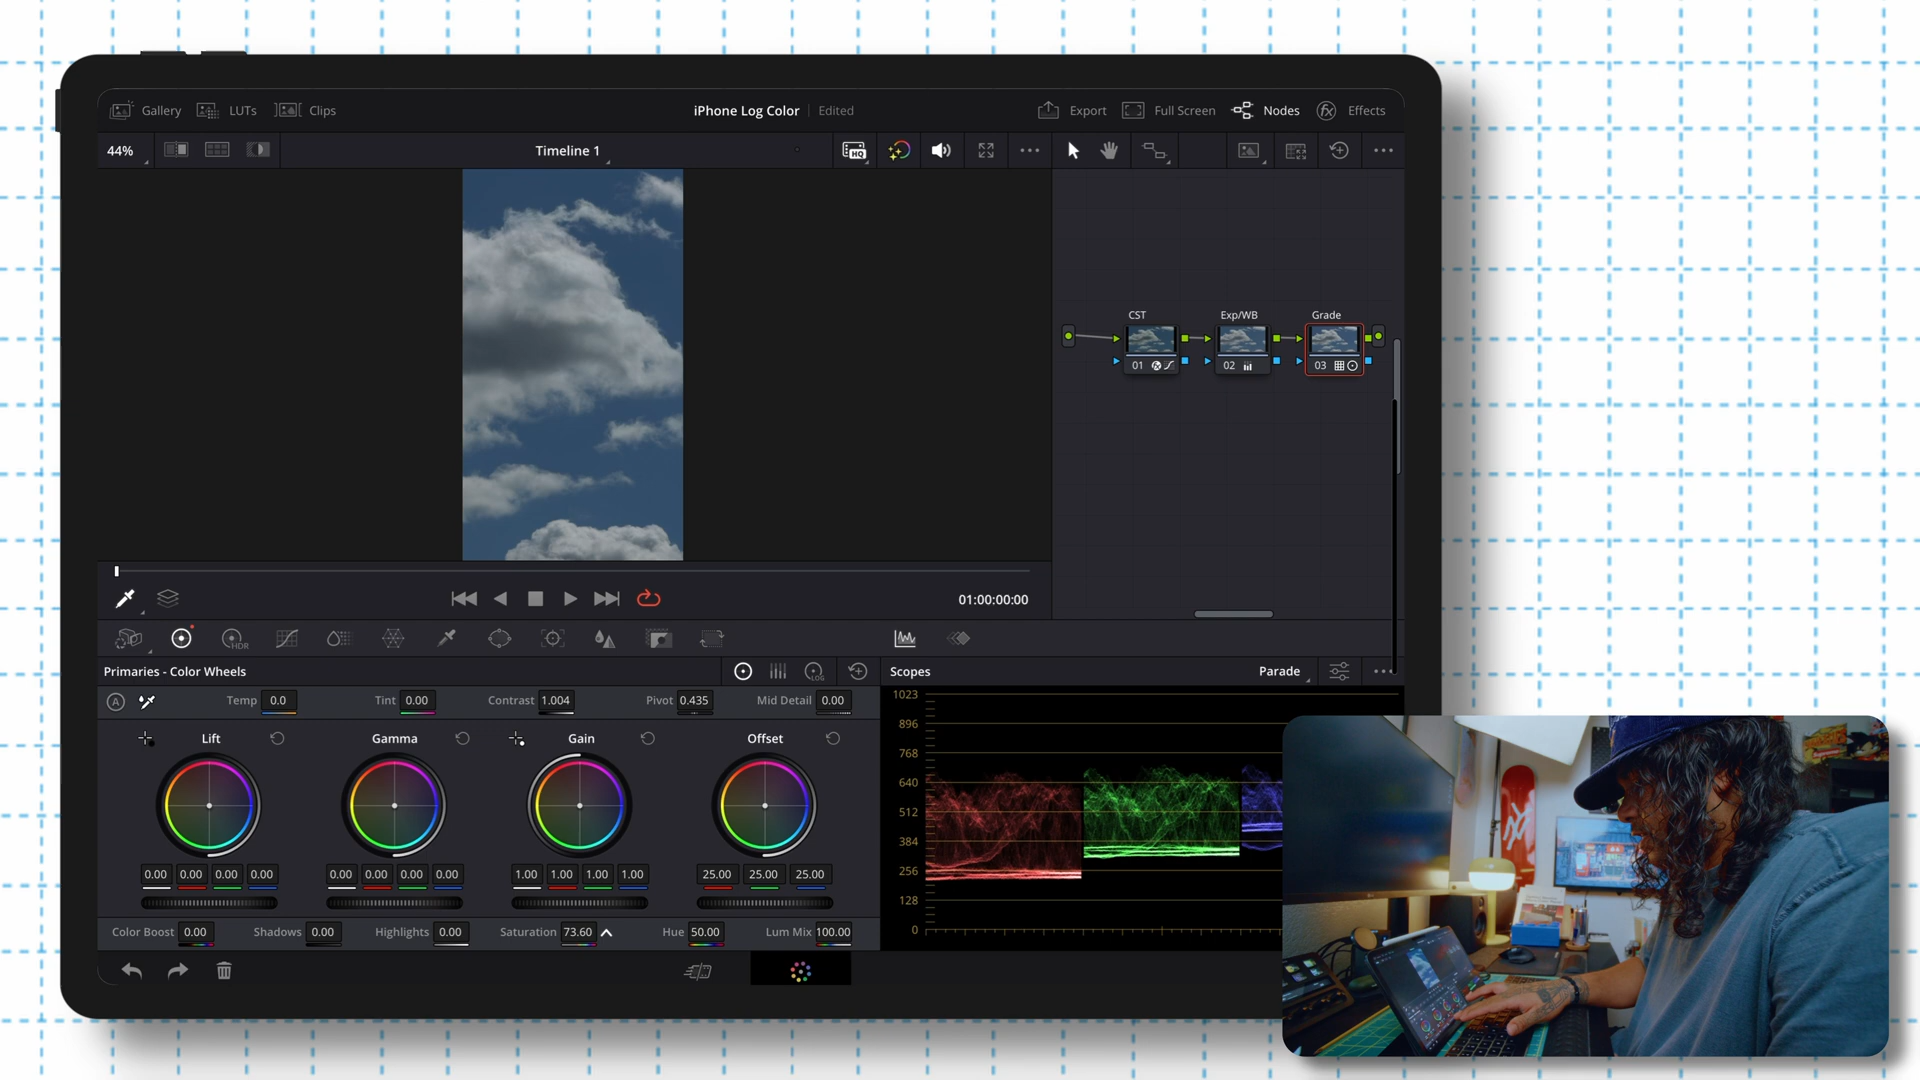 Gallery LUTs Clips iPhone Log Color Edited Export Full Screen Nodes Effects
44% Timeline 1
CST Exp/WB Grade
01 02 03
01:00:00:00
HDR
Primaries - Color Wheels LOG Scopes Parade
A Temp 0.0 Tint 0.00 Contrast 1.004 Pivot 0.435 Mid Detail 0.00
Lift Gamma Gain Offset
0.00 0.00 0.00 0.00 0.00 0.00 0.00 0.00 1.00 1.00 1.00 1.00 25.00 25.00 25.00
Color Boost 0.00 Shadows 0.00 Highlights 0.00 Saturation 73.60 Hue 50.00 Lum Mix 100.00
1023
896
768
640
512
384
256
128
0